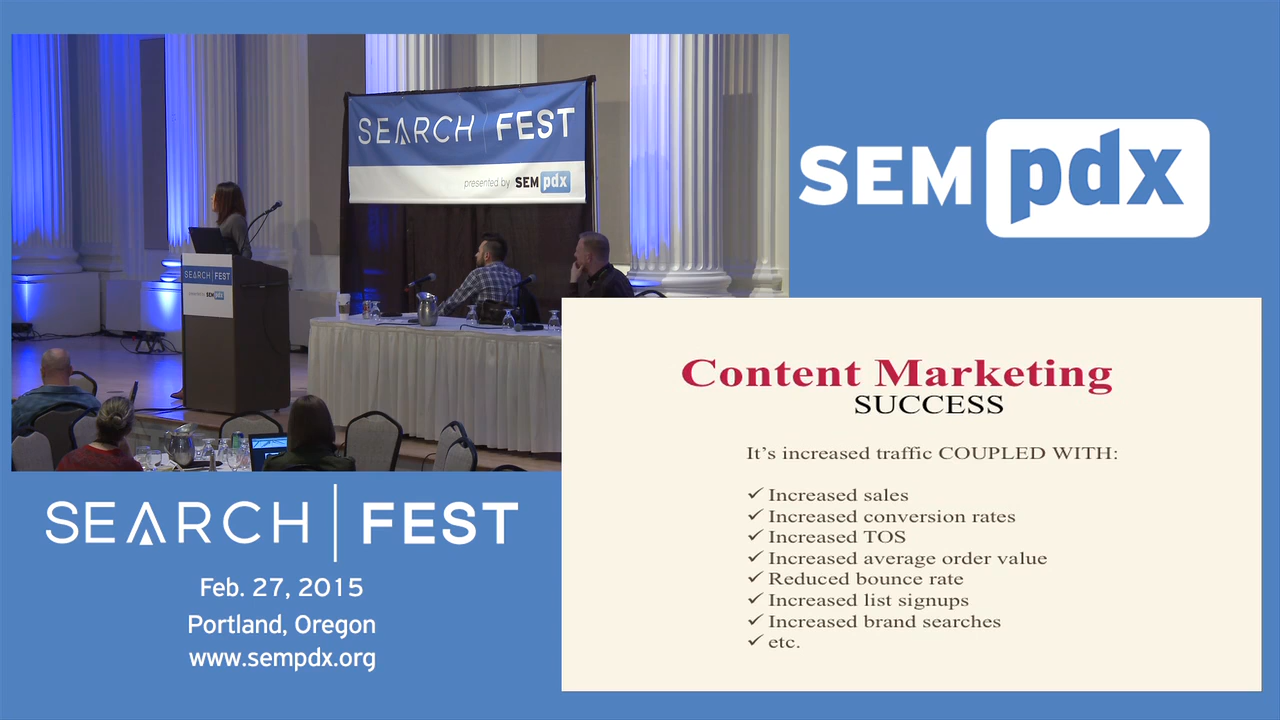 SEARCH | FEST
presented by SEM pdx
SEARCH | FEST
SEM pdx
SEM pdx
Content Marketing
SUCCESS
It's increased traffic COUPLED WITH:
✓ Increased sales
✓ Increased conversion rates
✓ Increased TOS
✓ Increased average order value
✓ Reduced bounce rate
✓ Increased list signups
✓ Increased brand searches
✓ etc.
SEARCH | FEST
Feb. 27, 2015
Portland, Oregon
www.sempdx.org